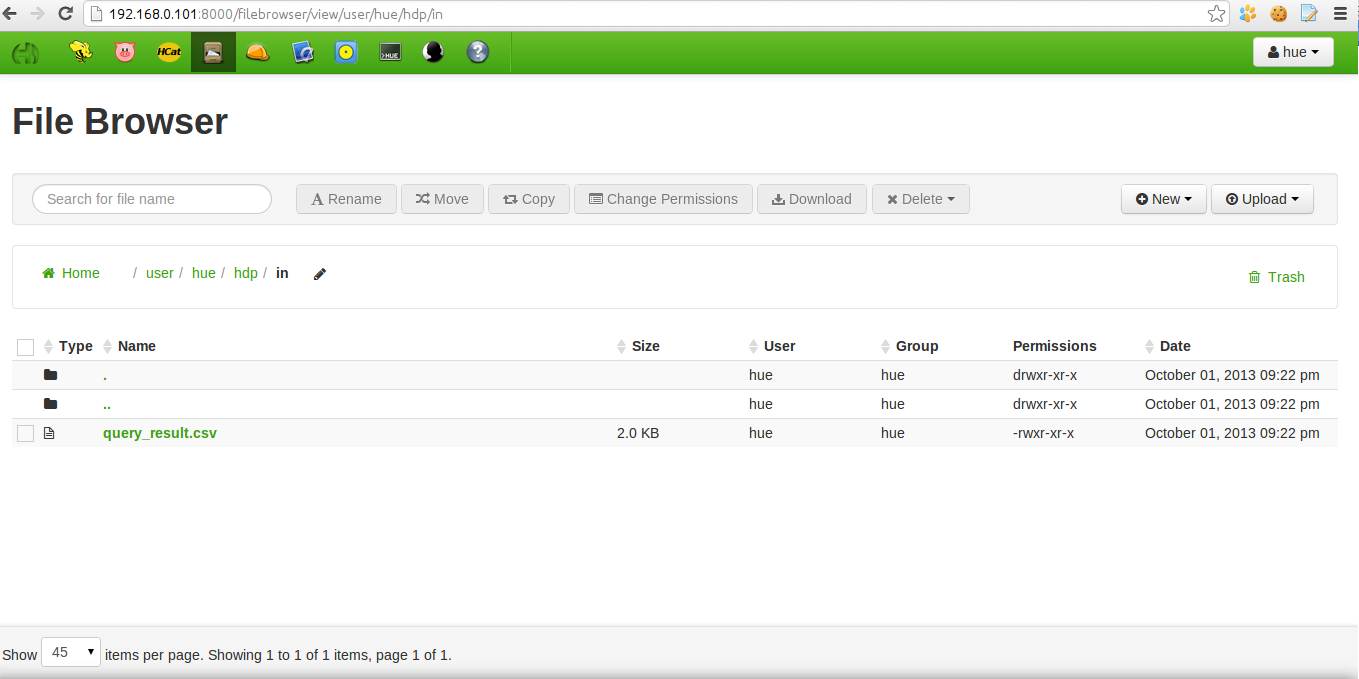 192.168.0.101:8000/filebrowser/view/user/hue/hdp/in
HCat >HUE ? hue
File Browser
Search for file name Rename Move Copy Change Permissions Download Delete New Upload
Home / user / hue / hdp / in Trash
Type Name Size User Group Permissions Date
. hue hue drwxr-xr-x October 01, 2013 09:22 pm
.. hue hue drwxr-xr-x October 01, 2013 09:22 pm
query_result.csv 2.0 KB hue hue -rwxr-xr-x October 01, 2013 09:22 pm
Show 45 items per page. Showing 1 to 1 of 1 items, page 1 of 1.